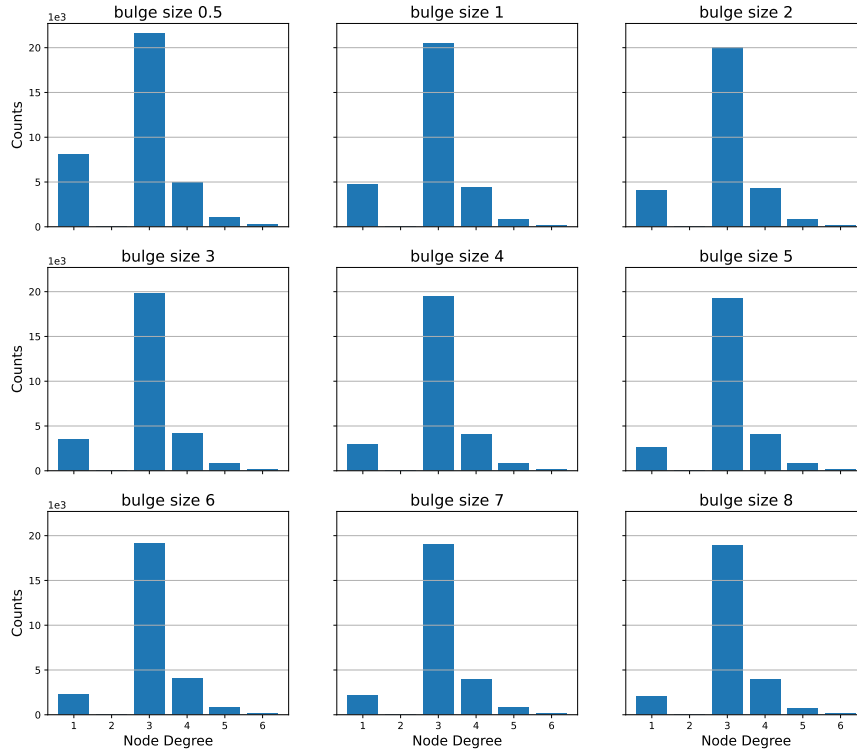 bulge size 0.5 bulge size 1 bulge size 2
1e3
20
15
10
5
0
Counts
bulge size 3 bulge size 4 bulge size 5
1e3
20
15
10
5
0
Counts
bulge size 6 bulge size 7 bulge size 8
1e3
20
15
10
5
0
Counts
1 2 3 4 5 6 1 2 3 4 5 6 1 2 3 4 5 6
Node Degree Node Degree Node Degree